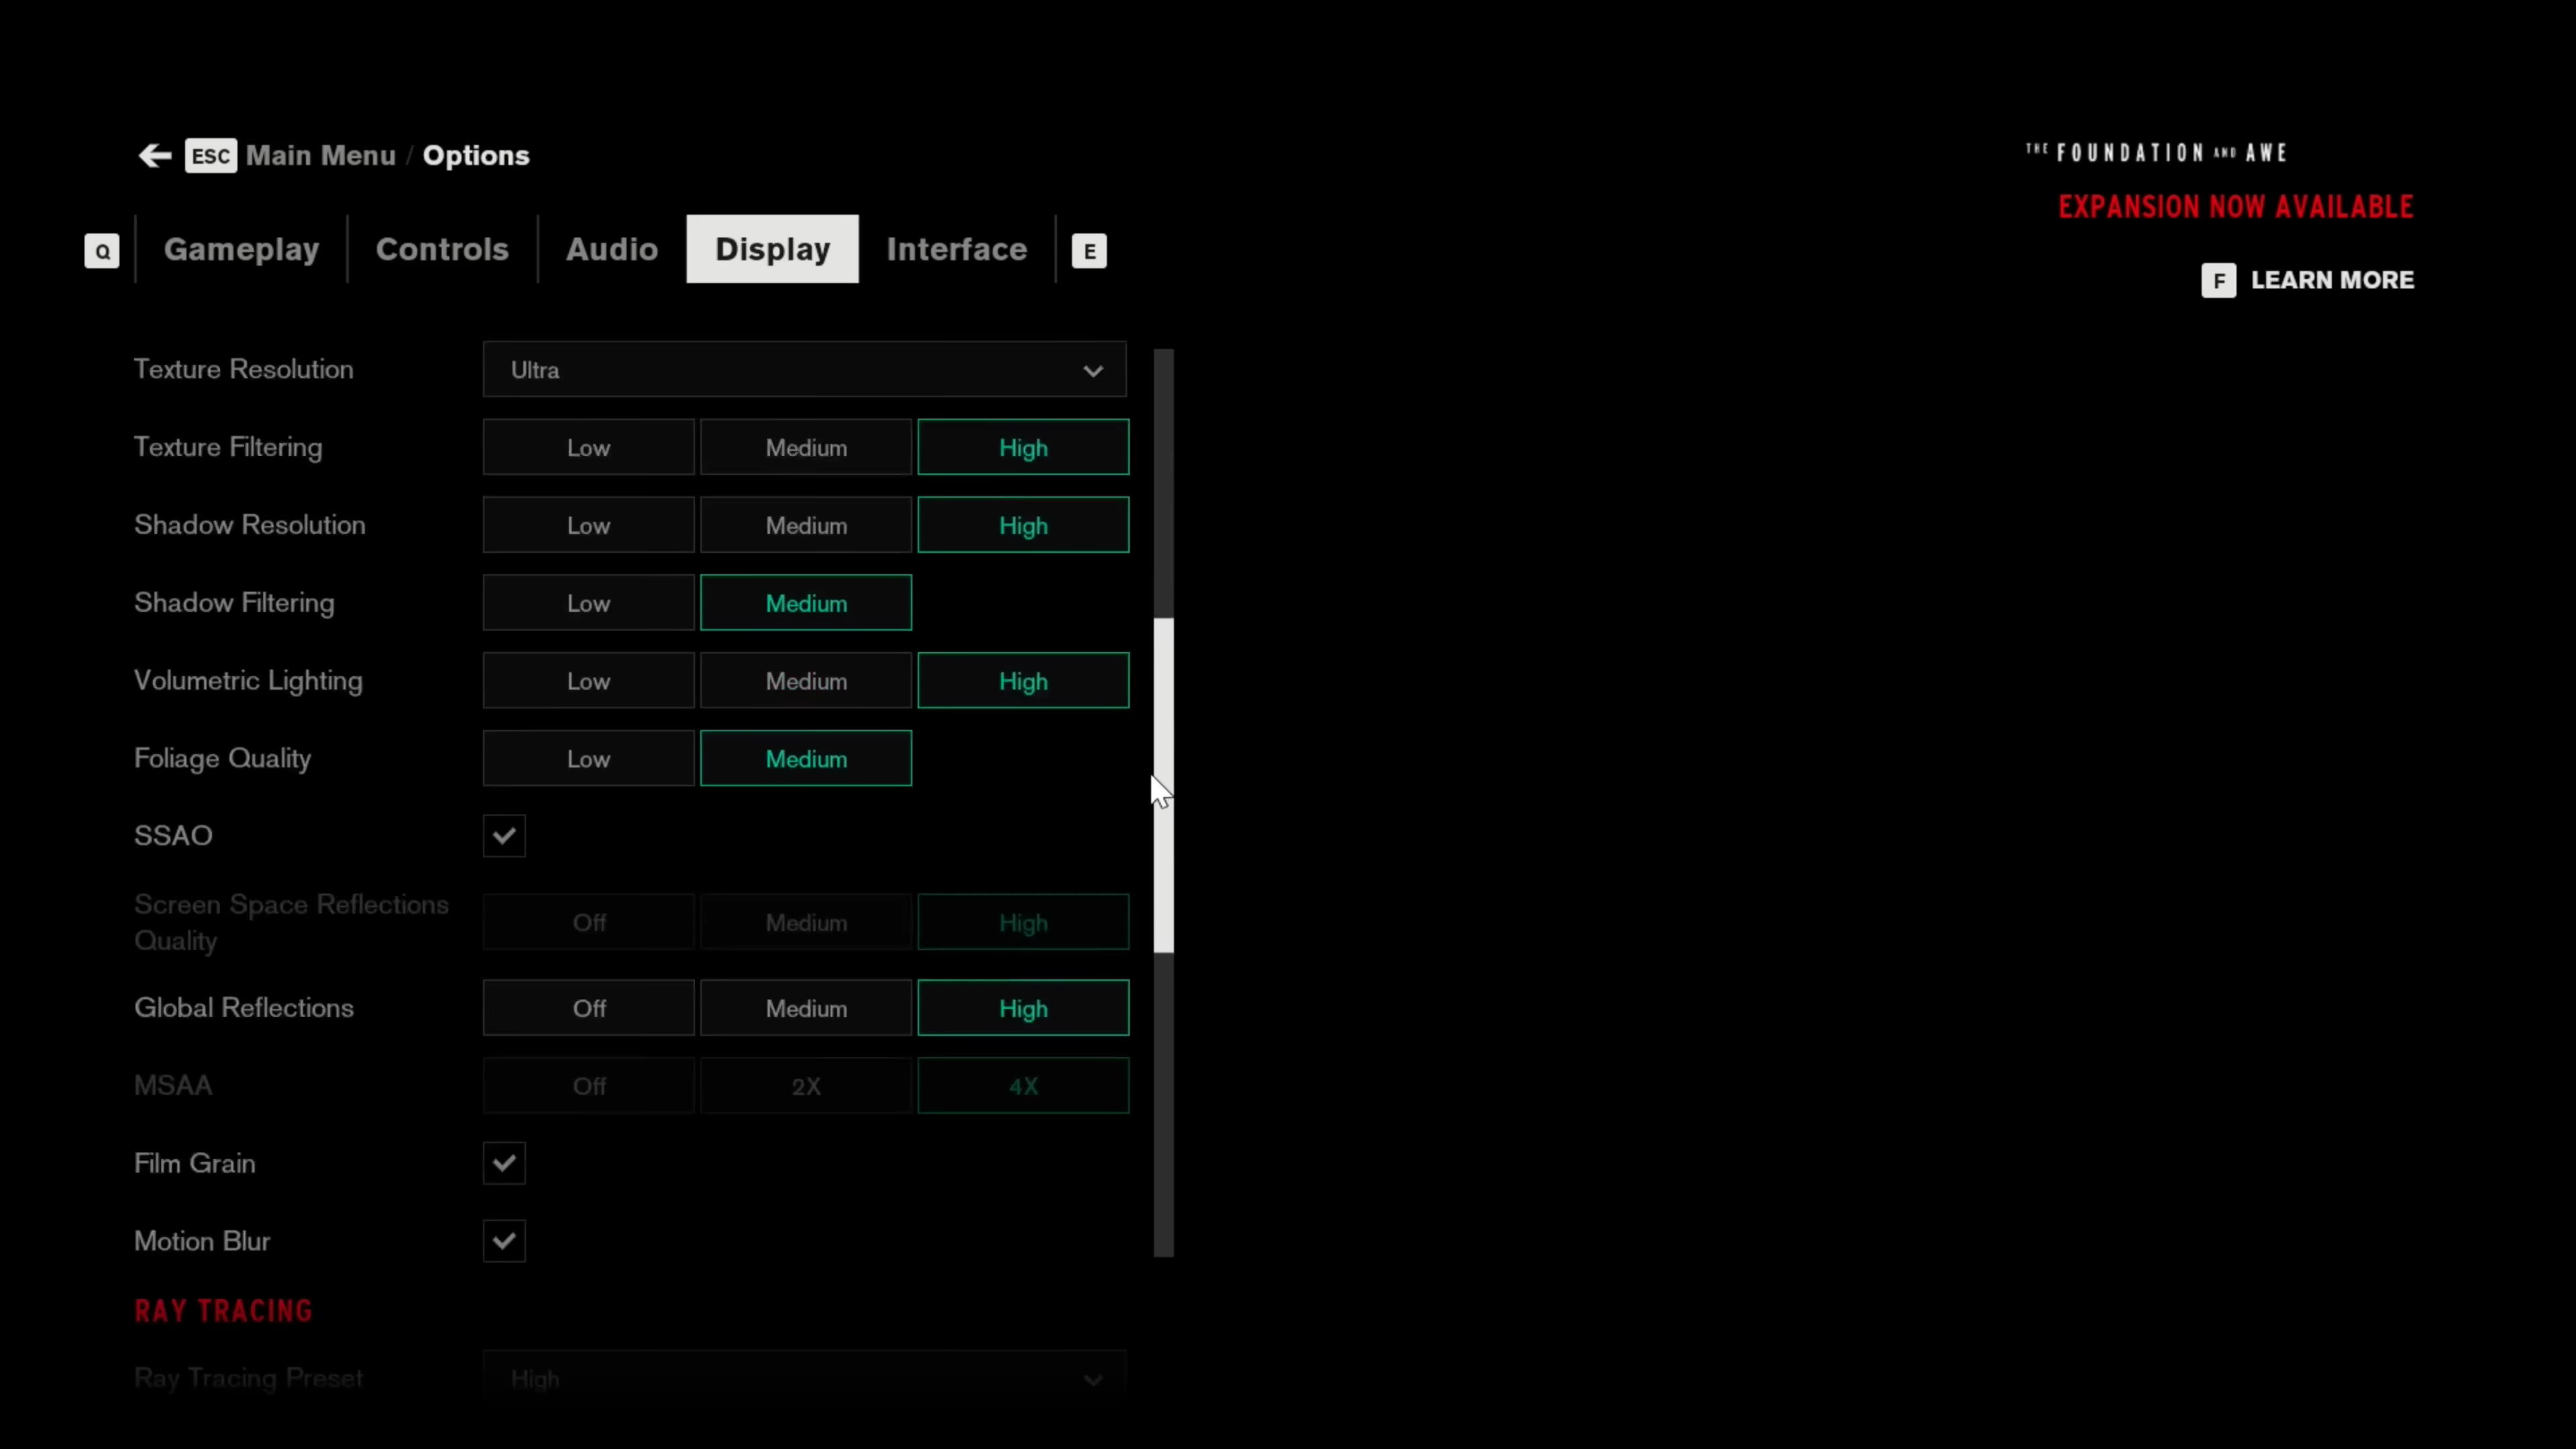 ESC Main Menu / Options
THE FOUNDATION AND AWE
EXPANSION NOW AVAILABLE
F LEARN MORE
Q Gameplay Controls Audio Display Interface E
Texture Resolution Ultra
Texture Filtering Low Medium High
Shadow Resolution Low Medium High
Shadow Filtering Low Medium
Volumetric Lighting Low Medium High
Foliage Quality Low Medium
SSAO
Screen Space Reflections
Quality Off Medium High
Global Reflections Off Medium High
MSAA Off 2X 4X
Film Grain
Motion Blur
RAY TRACING
Ray Tracing Preset High